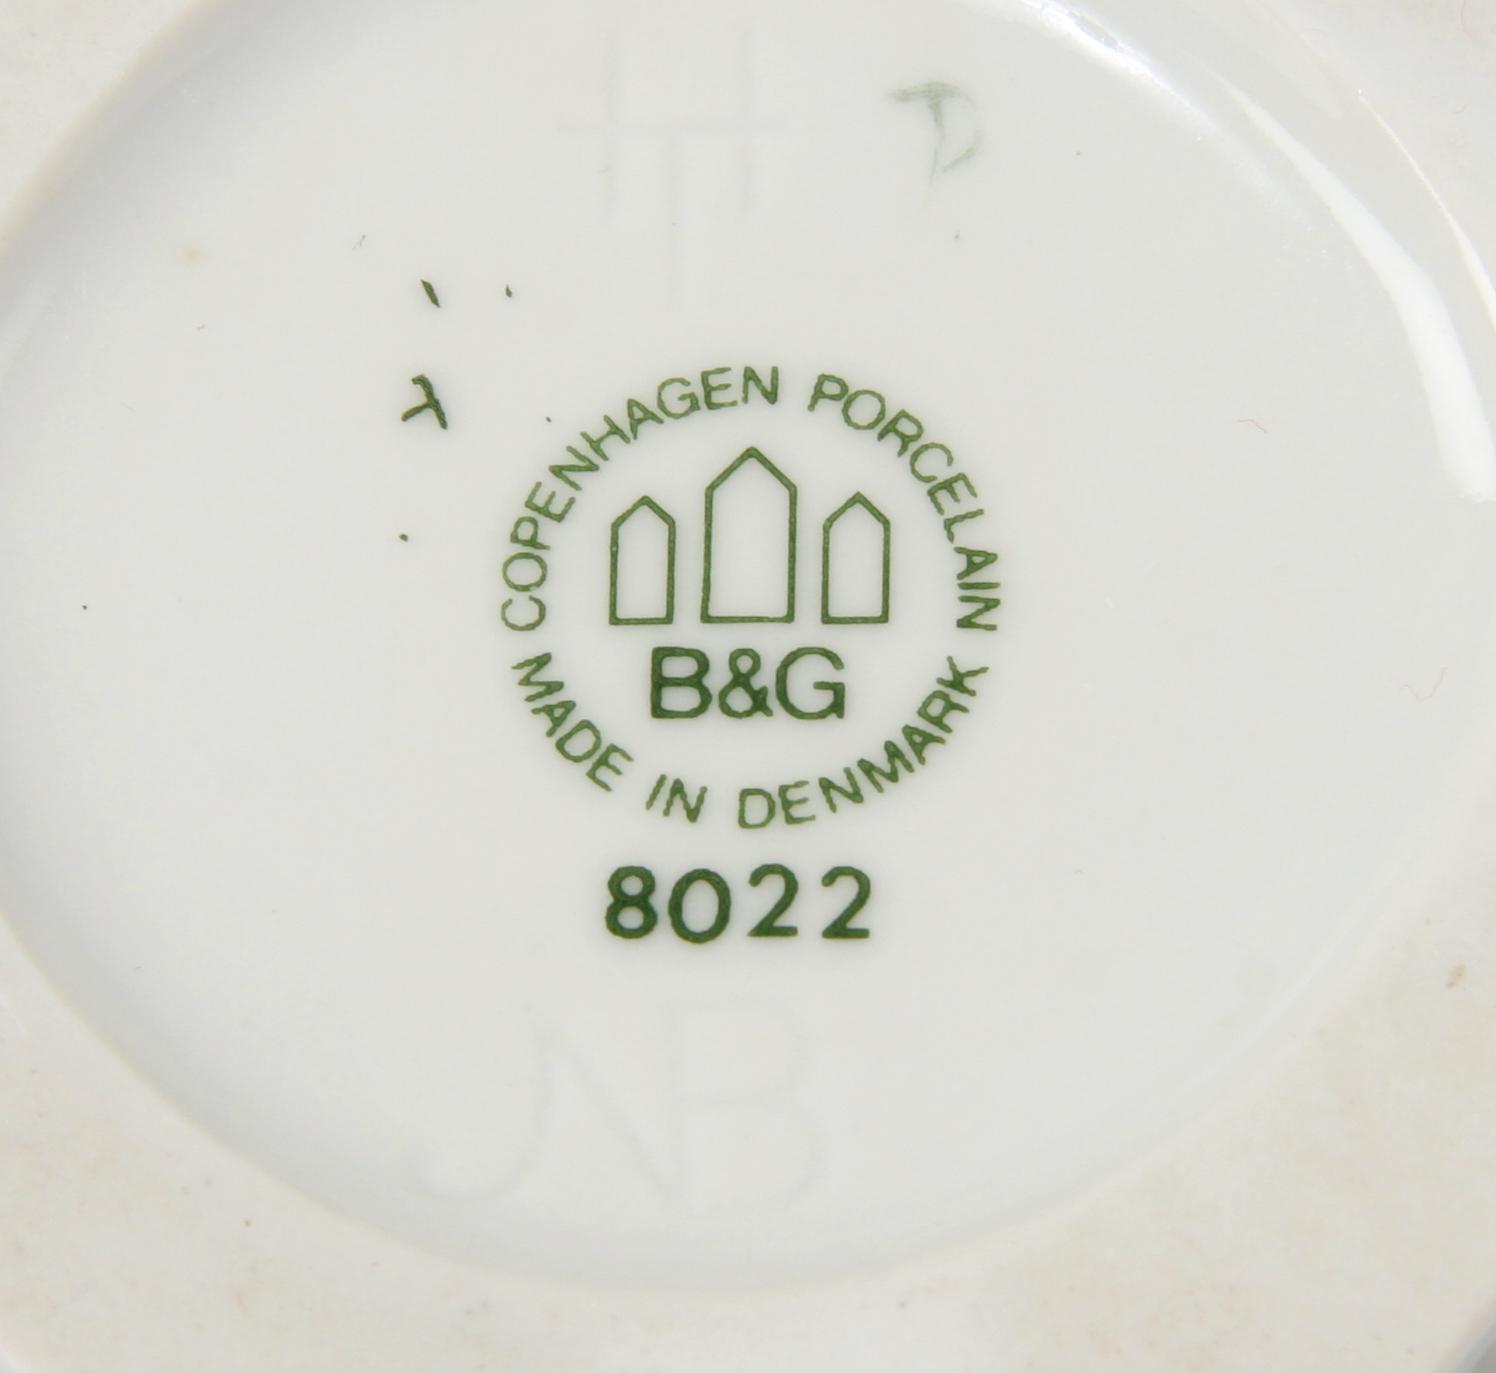 COPENHAGEN PORCELAIN
B&G
MADE IN DENMARK
8022